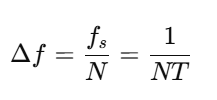 Δf = f_s/N = 1/NT